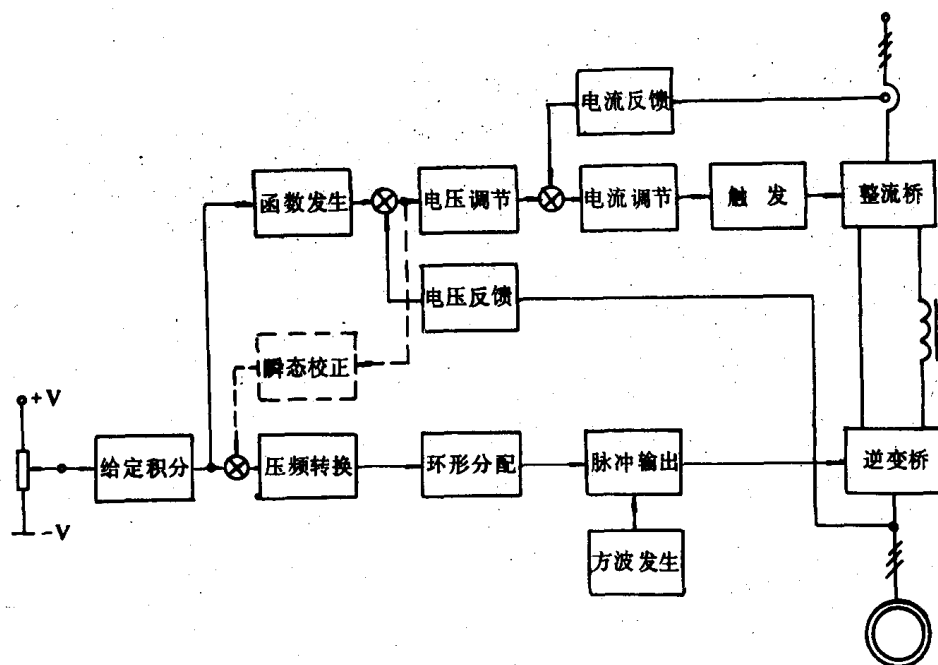 电流反馈
函数发生
电压调节
电流调节
触 发
整流桥
电压反馈
瞬态校正
+V
给定积分
压频转换
环形分配
脉冲输出
逆变桥
-V
方波发生